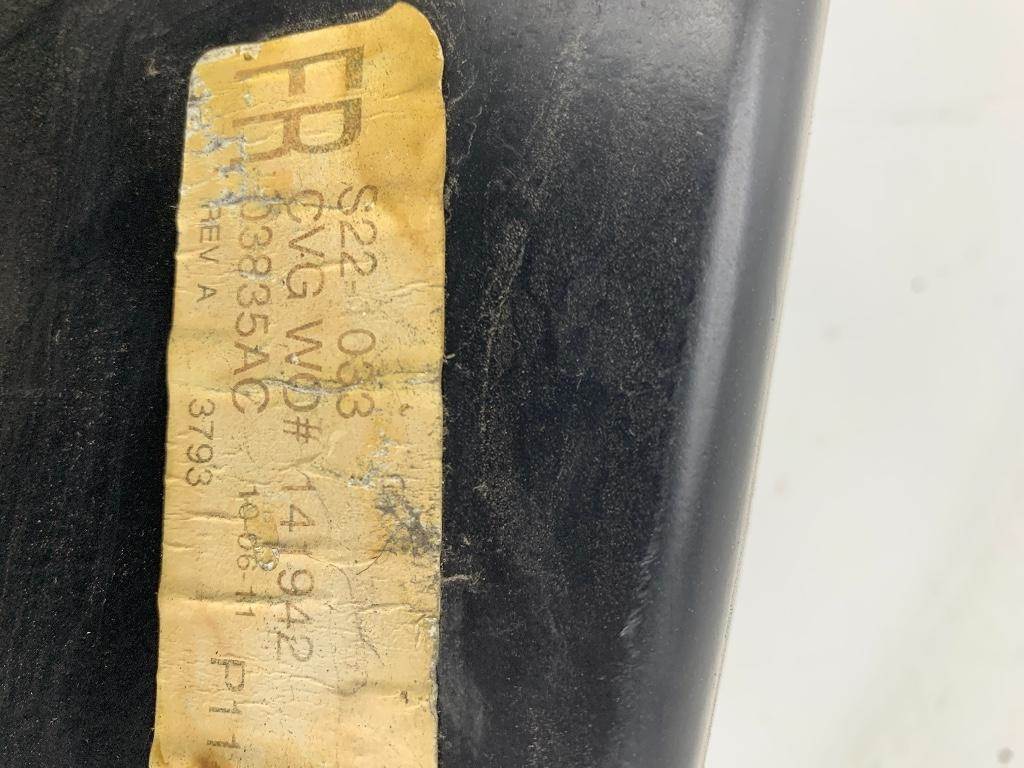 FR
S22- 033
CVG WO# 141942
03835AC 10-06-11
REV A 3793 P11